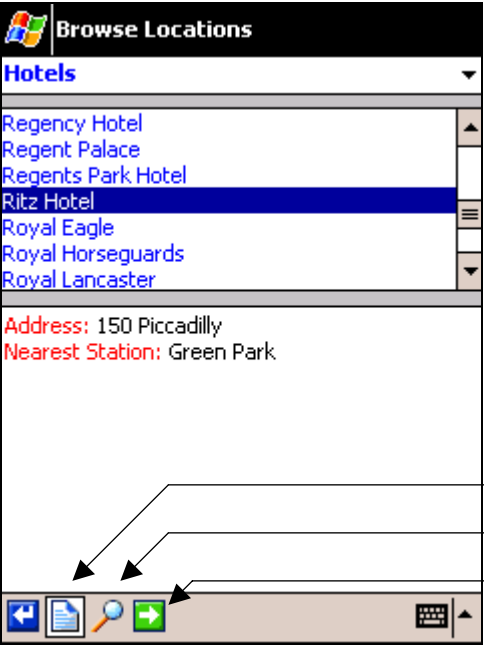 Browse Locations
Hotels
Regency Hotel
Regent Palace
Regents Park Hotel
Ritz Hotel
Royal Eagle
Royal Horseguards
Royal Lancaster
Address: 150 Piccadilly
Nearest Station: Green Park